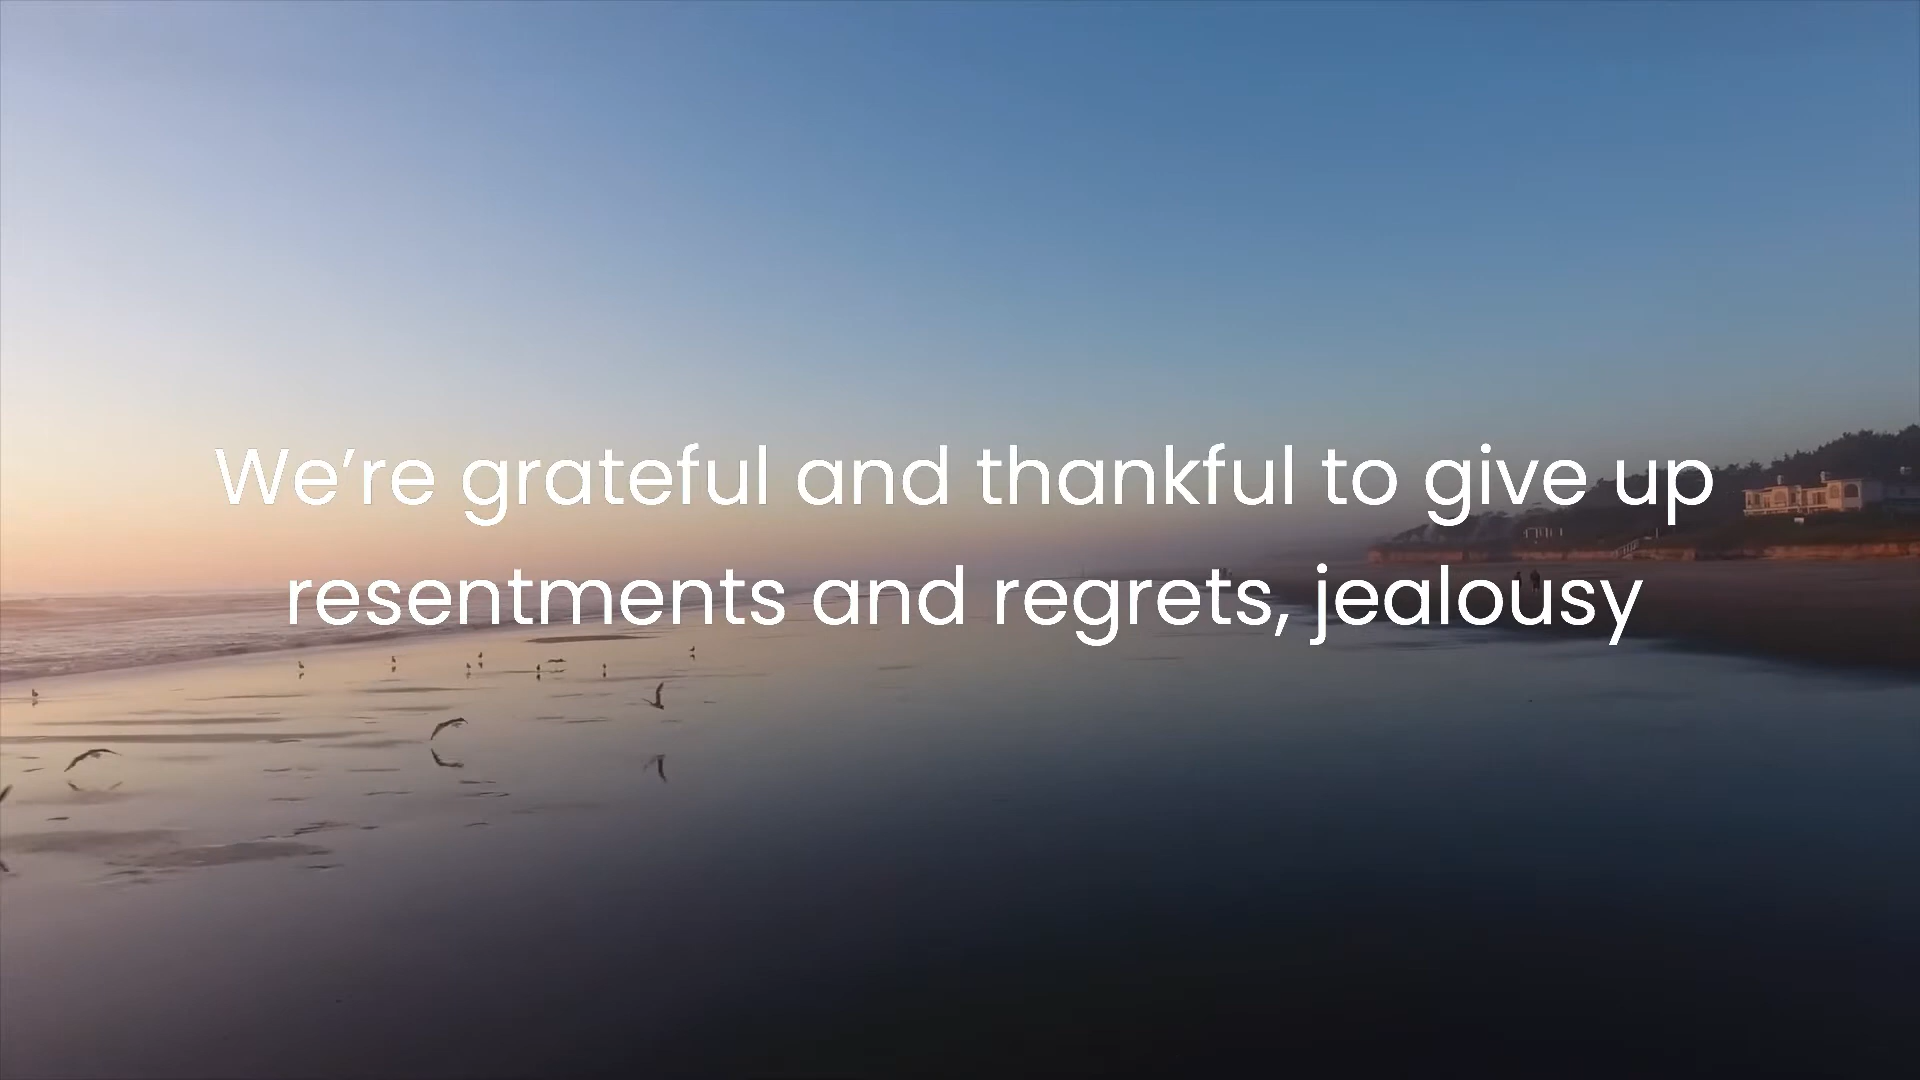 We’re grateful and thankful to give up
resentments and regrets, jealousy